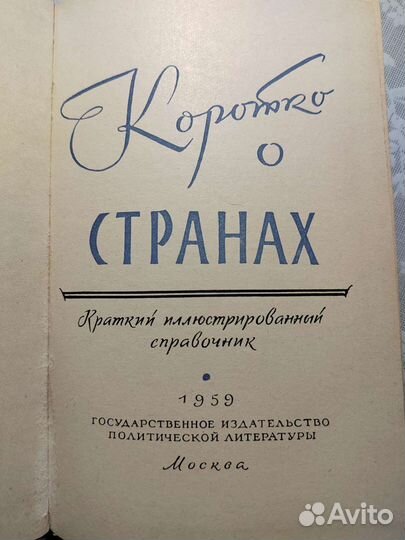 Коротко
о
СТРАНАХ
Краткий иллюстрированный
справочник
1959
ГОСУДАРСТВЕННОЕ ИЗДАТЕЛЬСТВО
ПОЛИТИЧЕСКОЙ ЛИТЕРАТУРЫ
Москва
Avito